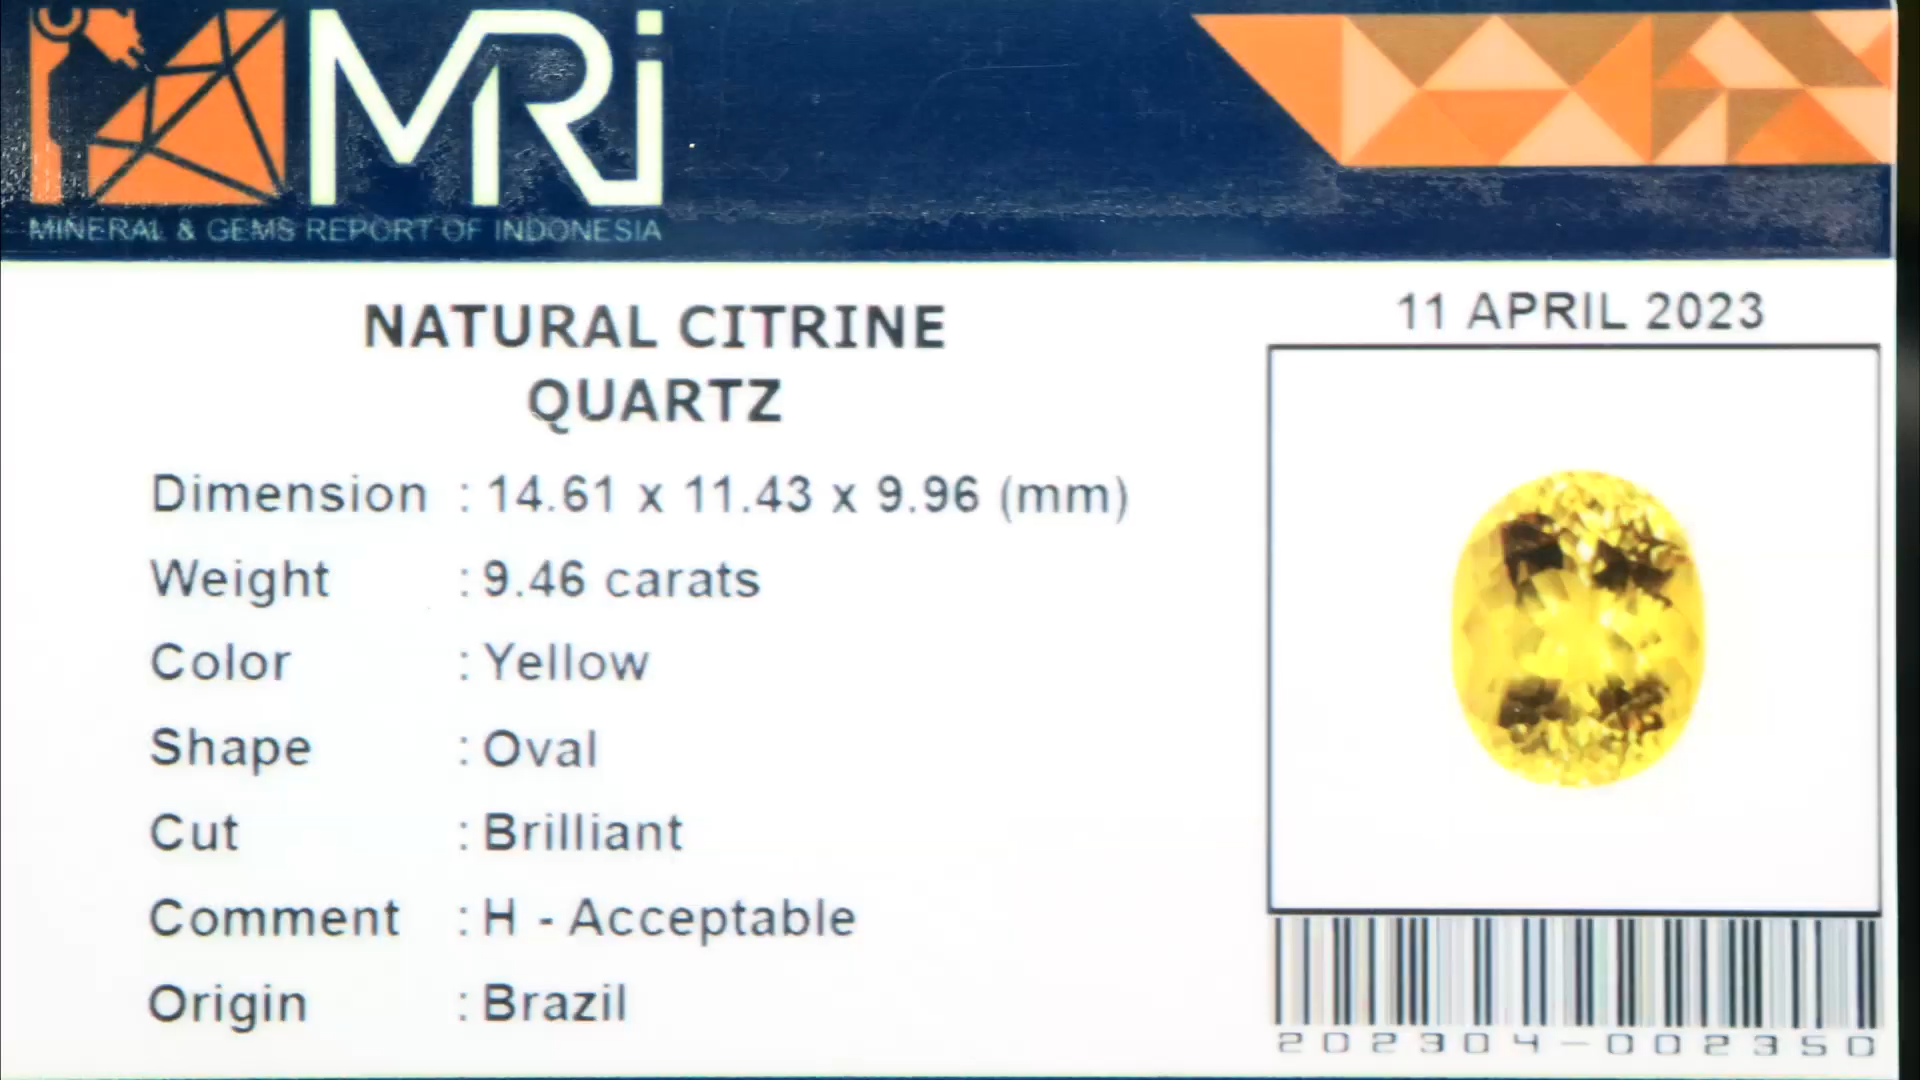 MRi
MINERAL & GEMS REPORT OF INDONESIA
NATURAL CITRINE
QUARTZ
Dimension : 14.61 x 11.43 x 9.96 (mm)
Weight : 9.46 carats
Color : Yellow
Shape : Oval
Cut : Brilliant
Comment : H - Acceptable
Origin : Brazil
11 APRIL 2023
202304-002350